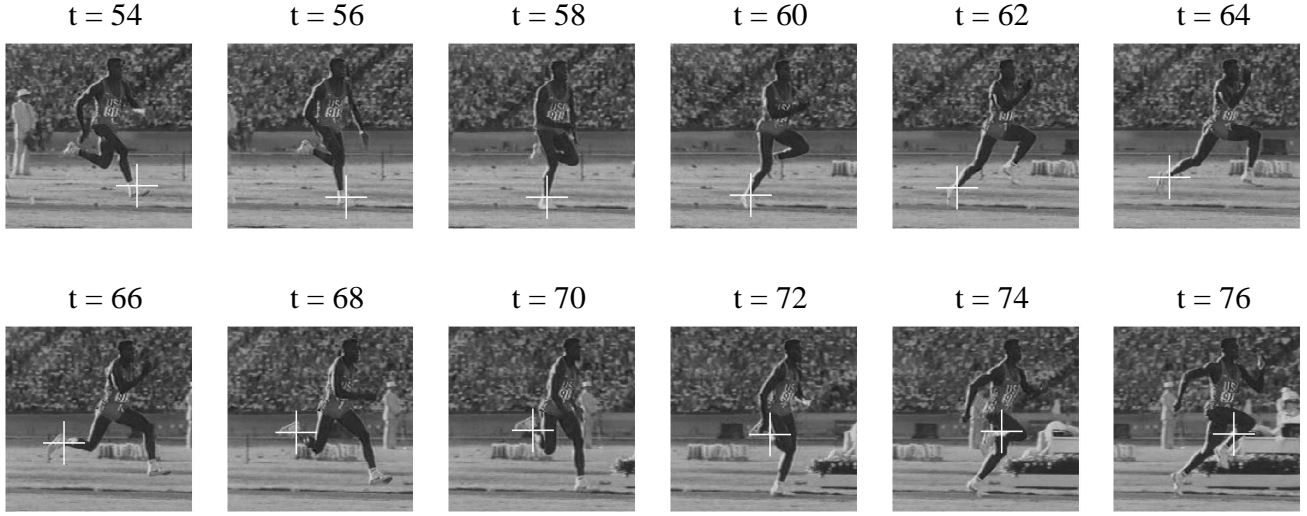 t = 54 t = 56 t = 58 t = 60 t = 62 t = 64
t = 66 t = 68 t = 70 t = 72 t = 74 t = 76